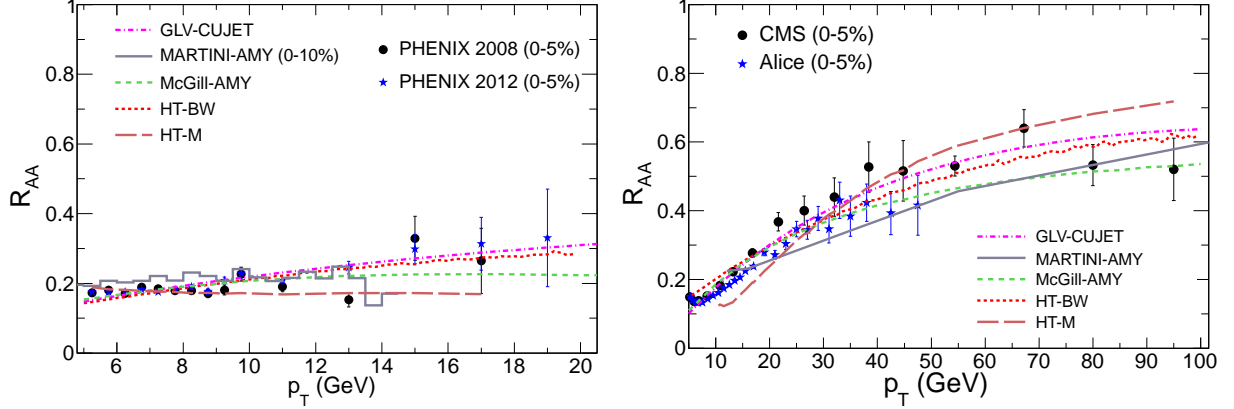 1
0.8
0.6
0.4
0.2
0
R_AA
GLV-CUJET
MARTINI-AMY (0-10%)
McGill-AMY
HT-BW
HT-M
PHENIX 2008 (0-5%)
PHENIX 2012 (0-5%)
6 8 10 12 14 16 18 20
p_T (GeV)
1
0.8
0.6
0.4
0.2
0
R_AA
CMS (0-5%)
Alice (0-5%)
GLV-CUJET
MARTINI-AMY
McGill-AMY
HT-BW
HT-M
10 20 30 40 50 60 70 80 90 100
p_T (GeV)